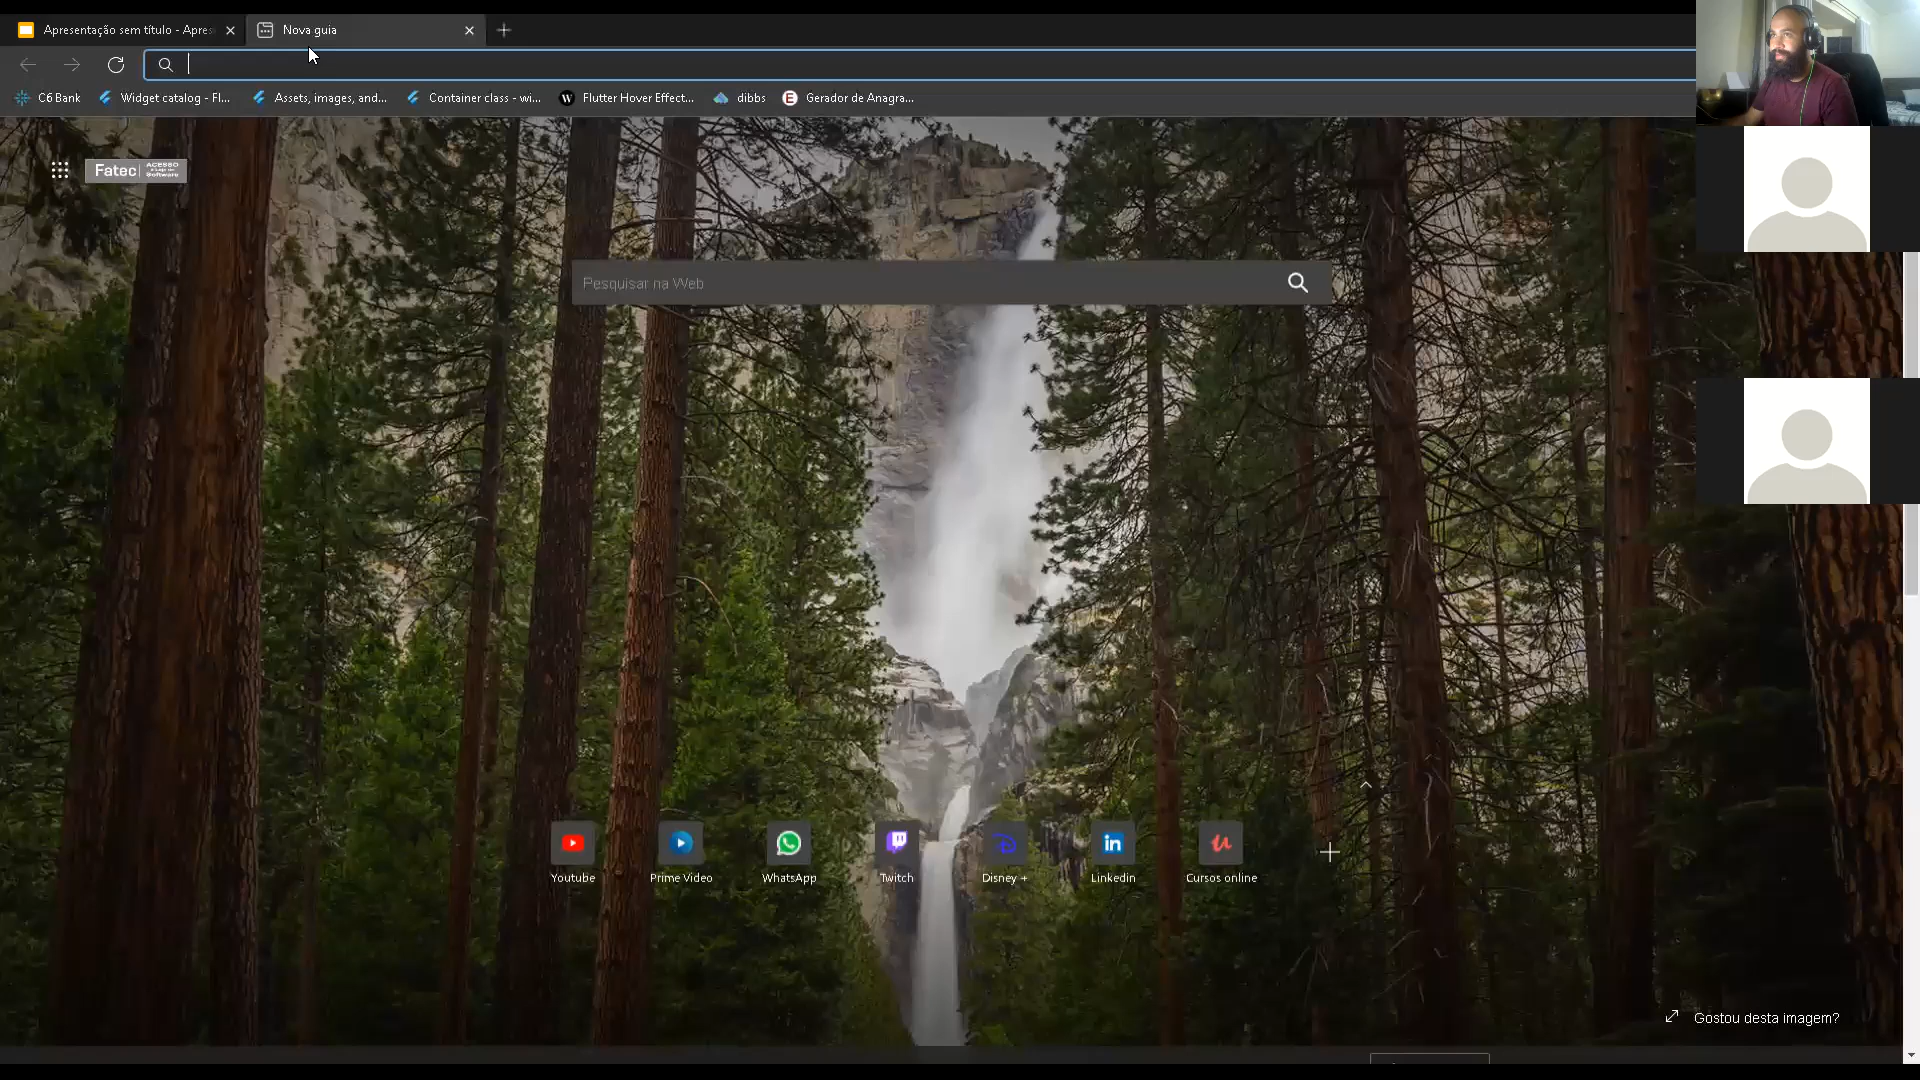 Apresentação sem título - Apres
Nova guia
C6 Bank
Widget catalog - Fl...
Assets, images, and...
Container class - wi...
Flutter Hover Effect...
dibbs
Gerador de Anagra...
Fatec
ACESSO
Software
Pesquisar na Web
Youtube
Prime Video
WhatsApp
Twitch
Disney +
Linkedin
Cursos online
Gostou desta imagem?